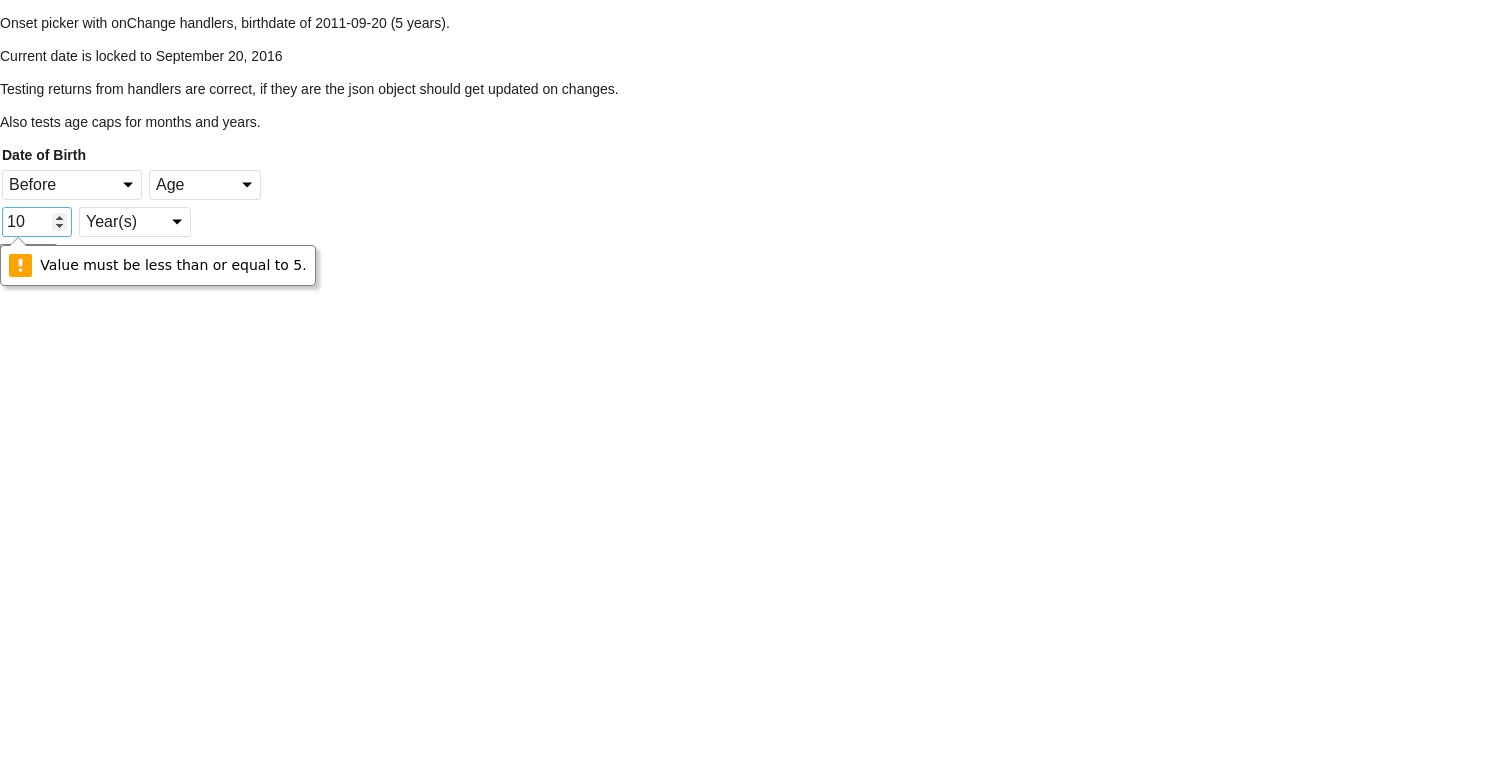 Onset picker with onChange handlers, birthdate of 2011-09-20 (5 years).
Current date is locked to September 20, 2016
Testing returns from handlers are correct, if they are the json object should get updated on changes.
Also tests age caps for months and years.
Date of Birth
Before Age
10 Year(s)
Value must be less than or equal to 5.